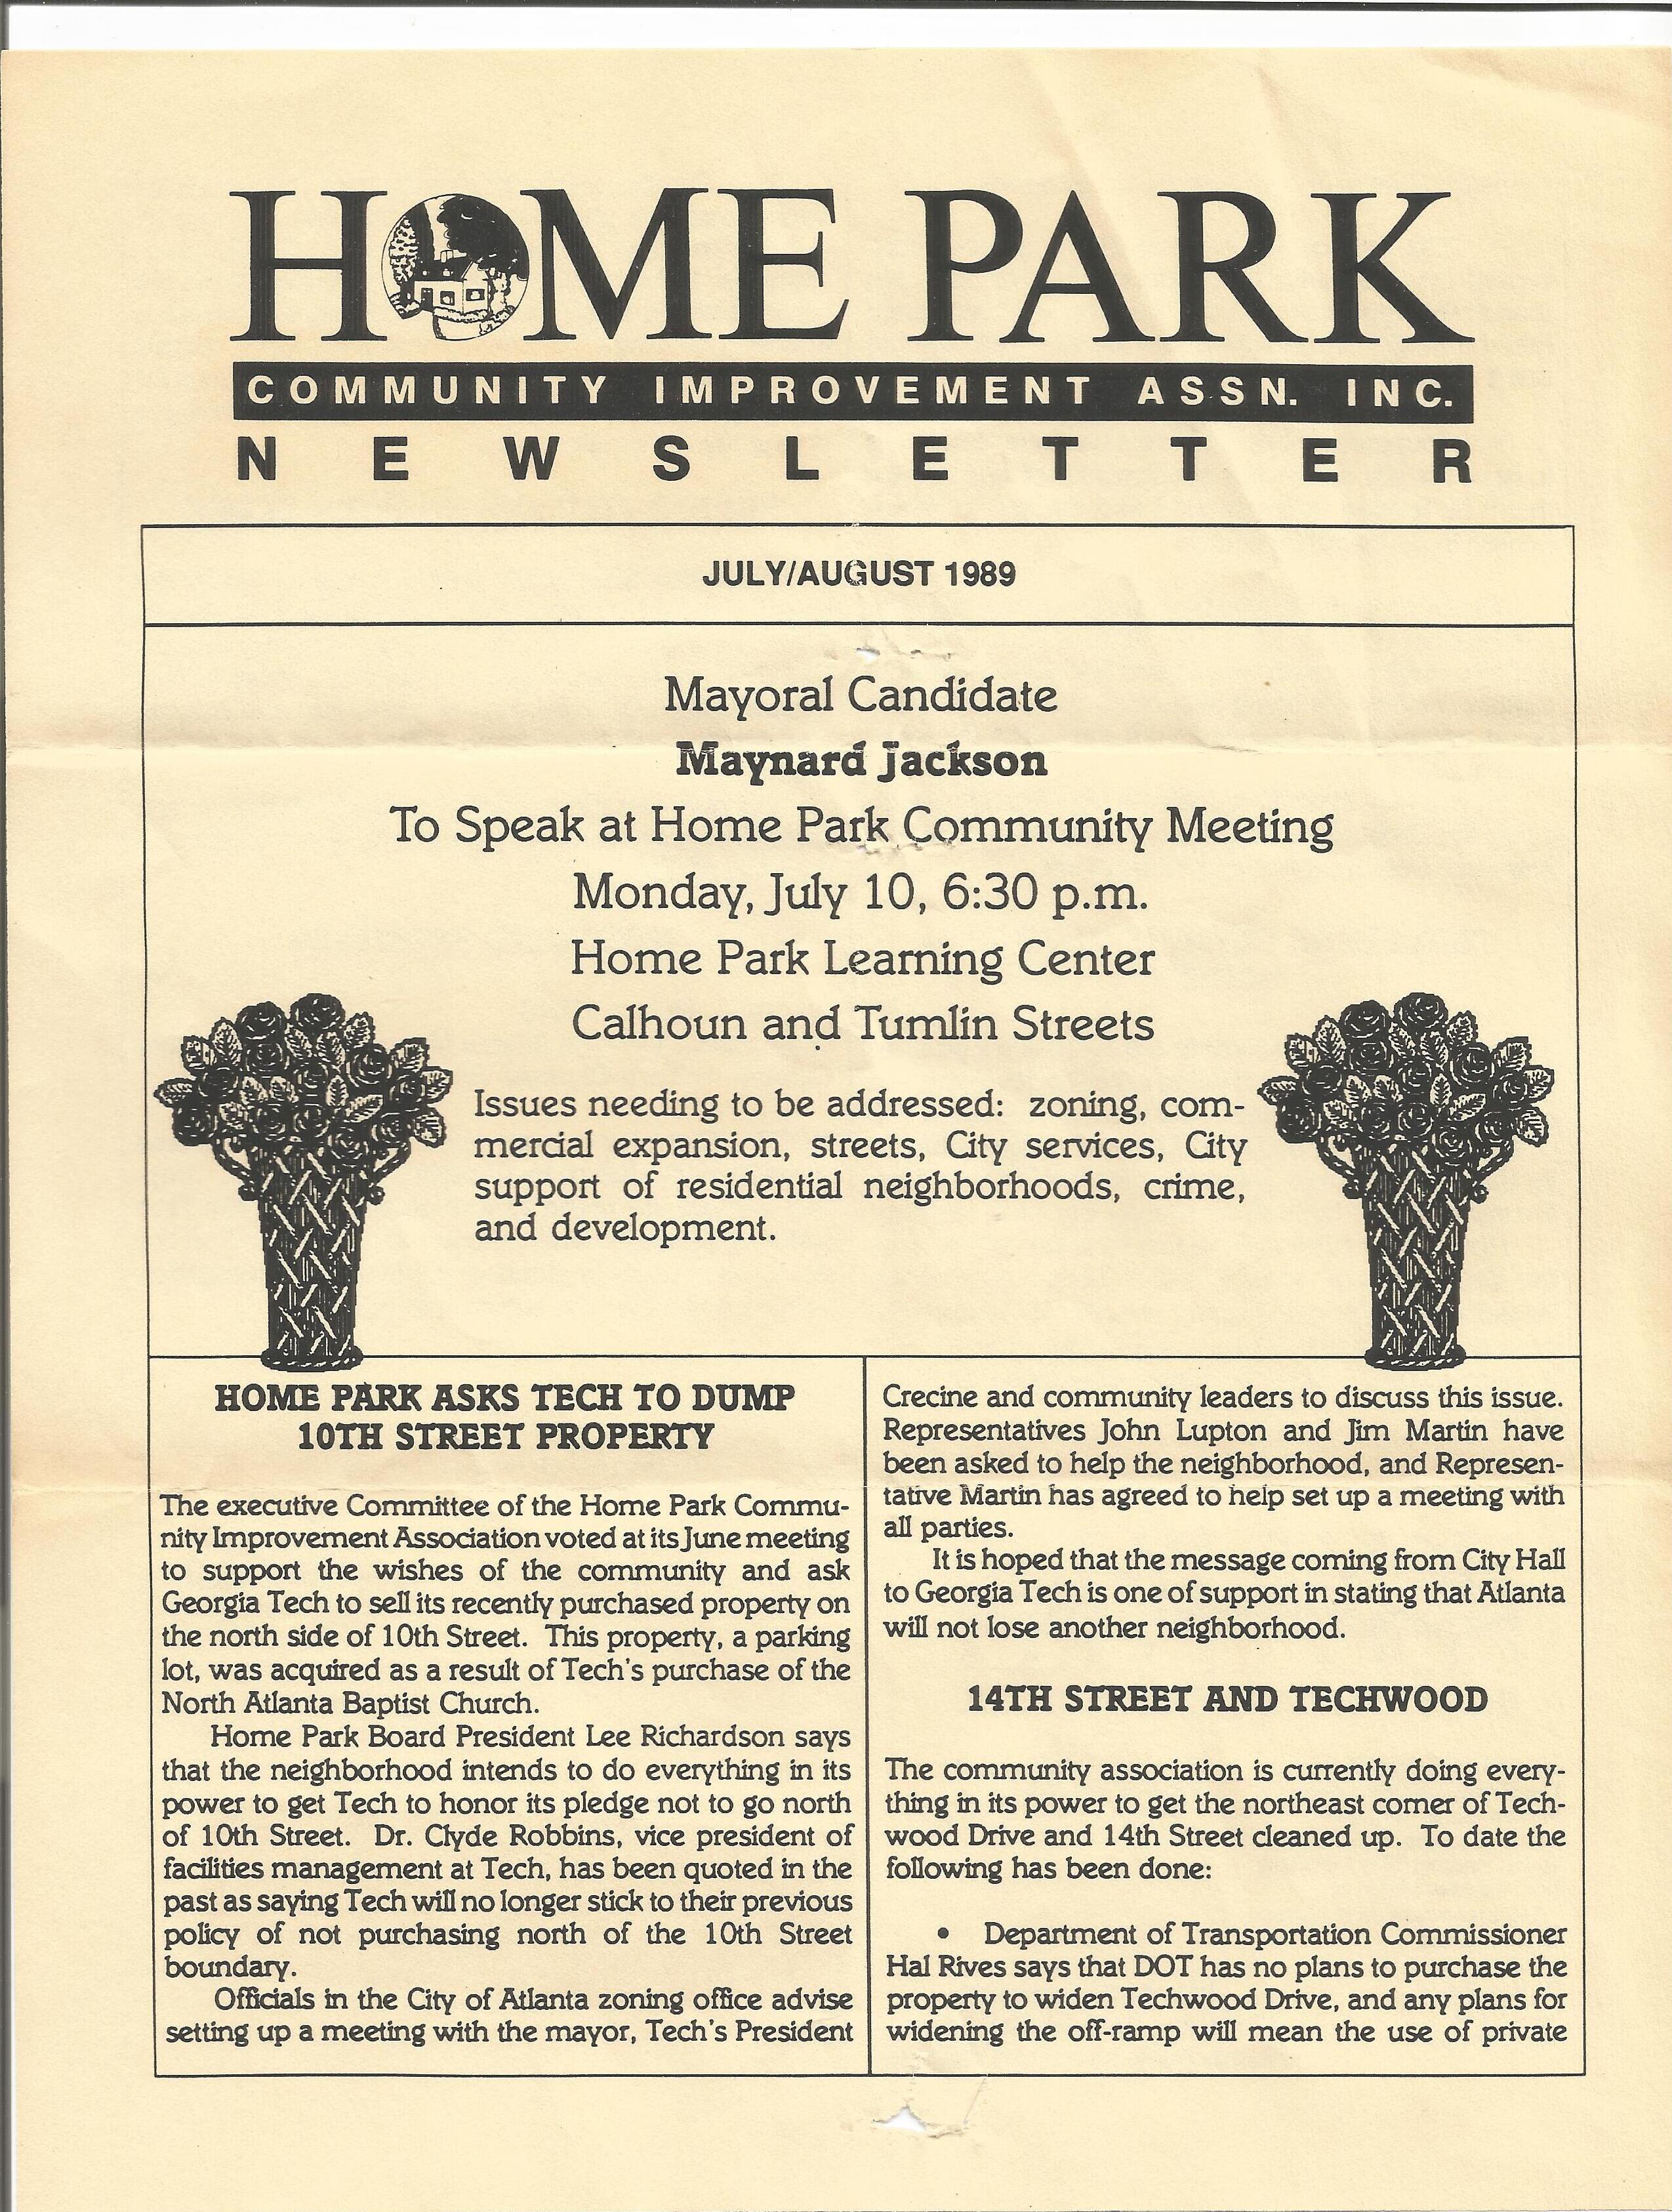 HOME PARK
COMMUNITY IMPROVEMENT ASSN. INC.
NEWSLETTER
JULY/AUGUST 1989
Mayoral Candidate
Maynard Jackson
To Speak at Home Park Community Meeting
Monday, July 10, 6:30 p.m.
Home Park Learning Center
Calhoun and Tumlin Streets
Issues needing to be addressed: zoning, com-
mercial expansion, streets, City services, City
support of residential neighborhoods, crime,
and development.
HOME PARK ASKS TECH TO DUMP
10TH STREET PROPERTY
The executive Committee of the Home Park Commu-
nity Improvement Association voted at its June meeting
to support the wishes of the community and ask
Georgia Tech to sell its recently purchased property on
the north side of 10th Street. This property, a parking
lot, was acquired as a result of Tech's purchase of the
North Atlanta Baptist Church.
Home Park Board President Lee Richardson says
that the neighborhood intends to do everything in its
power to get Tech to honor its pledge not to go north
of 10th Street. Dr. Clyde Robbins, vice president of
facilities management at Tech, has been quoted in the
past as saying Tech will no longer stick to their previous
policy of not purchasing north of the 10th Street
boundary.
Officials in the City of Atlanta zoning office advise
setting up a meeting with the mayor, Tech's President
Crecine and community leaders to discuss this issue.
Representatives John Lupton and Jim Martin have
been asked to help the neighborhood, and Represen-
tative Martin has agreed to help set up a meeting with
all parties.
It is hoped that the message coming from City Hall
to Georgia Tech is one of support in stating that Atlanta
will not lose another neighborhood.
14TH STREET AND TECHWOOD
The community association is currently doing every-
thing in its power to get the northeast corner of Tech-
wood Drive and 14th Street cleaned up. To date the
following has been done:
• Department of Transportation Commissioner
Hal Rives says that DOT has no plans to purchase the
property to widen Techwood Drive, and any plans for
widening the off-ramp will mean the use of private